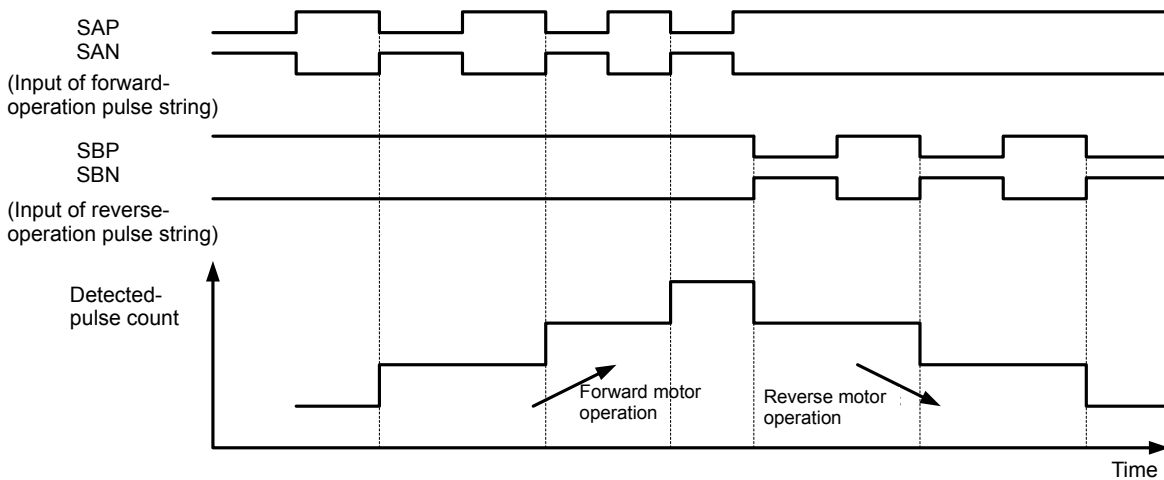 SAP
SAN
(Input of forward-
operation pulse string)
SBP
SBN
(Input of reverse-
operation pulse string)
Detected-
pulse count
Forward motor
operation
Reverse motor
operation
Time